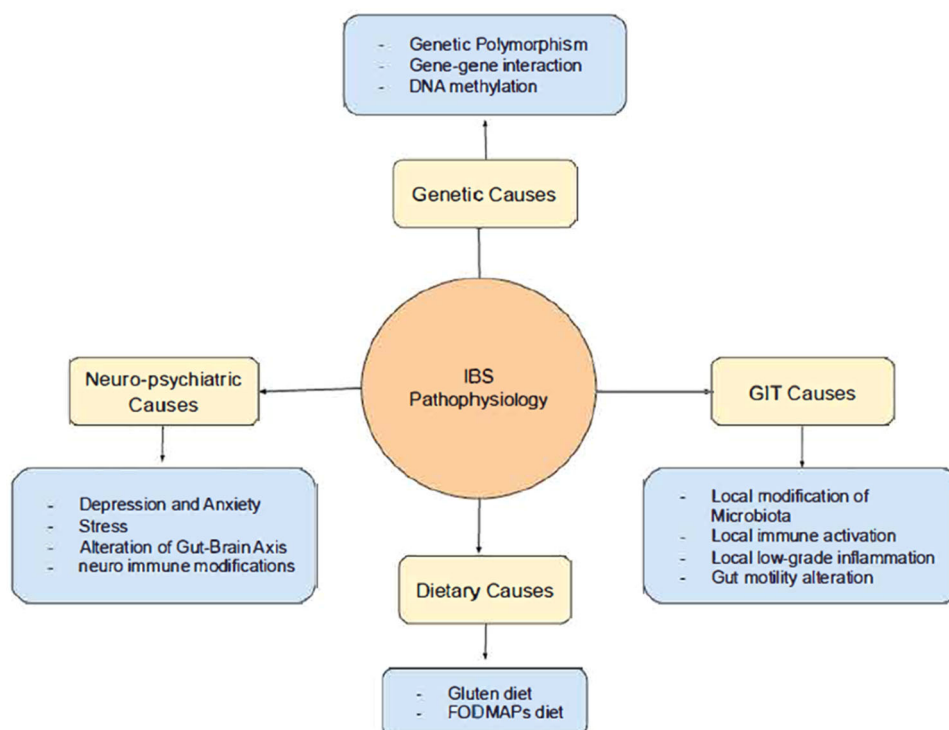 - Genetic Polymorphism
- Gene-gene interaction
- DNA methylation
Genetic Causes
IBS
Pathophysiology
Neuro-psychiatric
Causes
- Depression and Anxiety
- Stress
- Alteration of Gut-Brain Axis
- neuro immune modifications
GIT Causes
- Local modification of
Microbiota
- Local immune activation
- Local low-grade inflammation
- Gut motility alteration
Dietary Causes
- Gluten diet
- FODMAPs diet